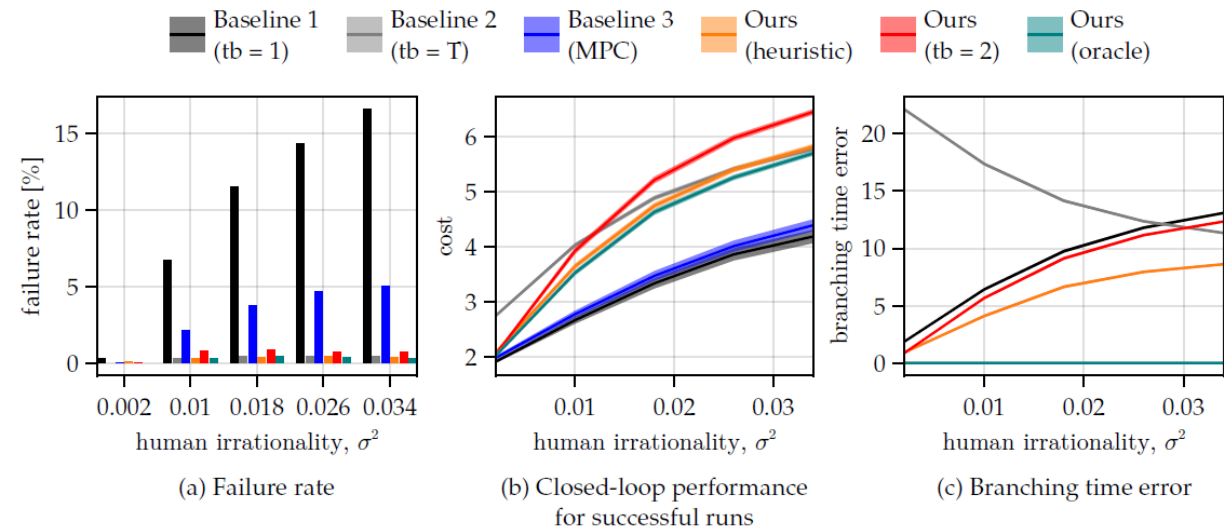 Baseline 1 (tb = 1)
Baseline 2 (tb = T)
Baseline 3 (MPC)
Ours (heuristic)
Ours (tb = 2)
Ours (oracle)
failure rate [%]
15
10
5
0
0.002 0.01 0.018 0.026 0.034
human irrationality, σ²
(a) Failure rate
cost
6
5
4
3
2
0.01 0.02 0.03
human irrationality, σ²
(b) Closed-loop performance
for successful runs
branching time error
20
15
10
5
0
0.01 0.02 0.03
human irrationality, σ²
(c) Branching time error